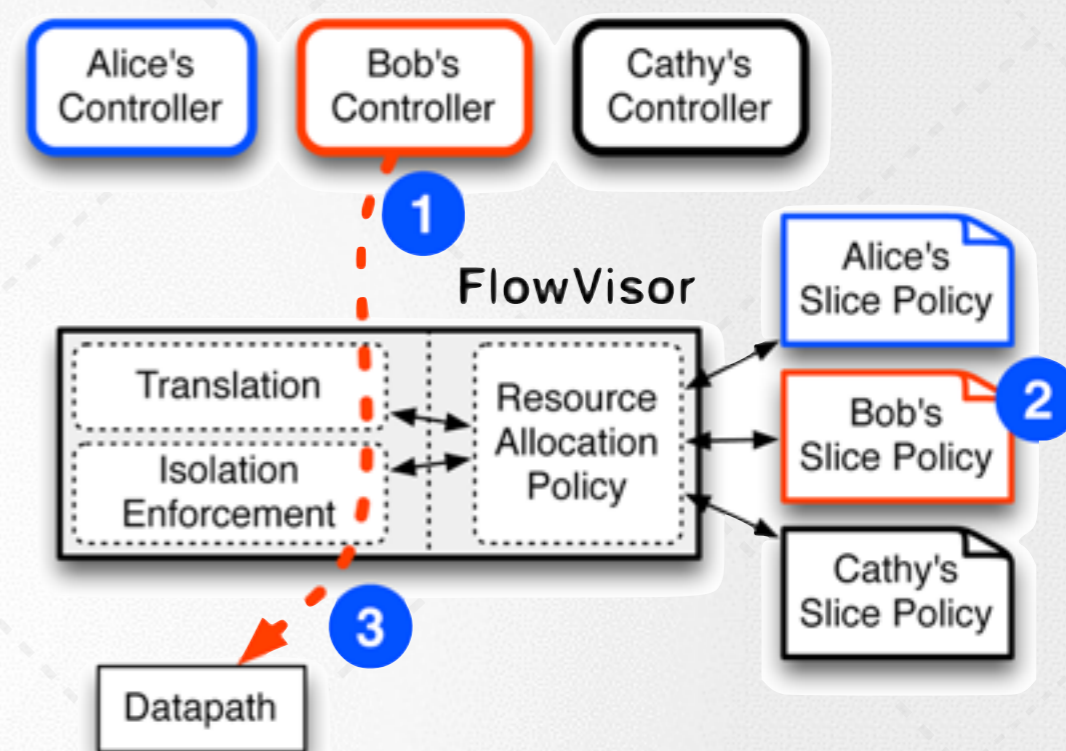 Alice's
Controller
Bob's
Controller
Cathy's
Controller
1
FlowVisor
Alice's
Slice Policy
Translation
Isolation
Enforcement
Resource
Allocation
Policy
Bob's
Slice Policy
2
Cathy's
Slice Policy
3
Datapath